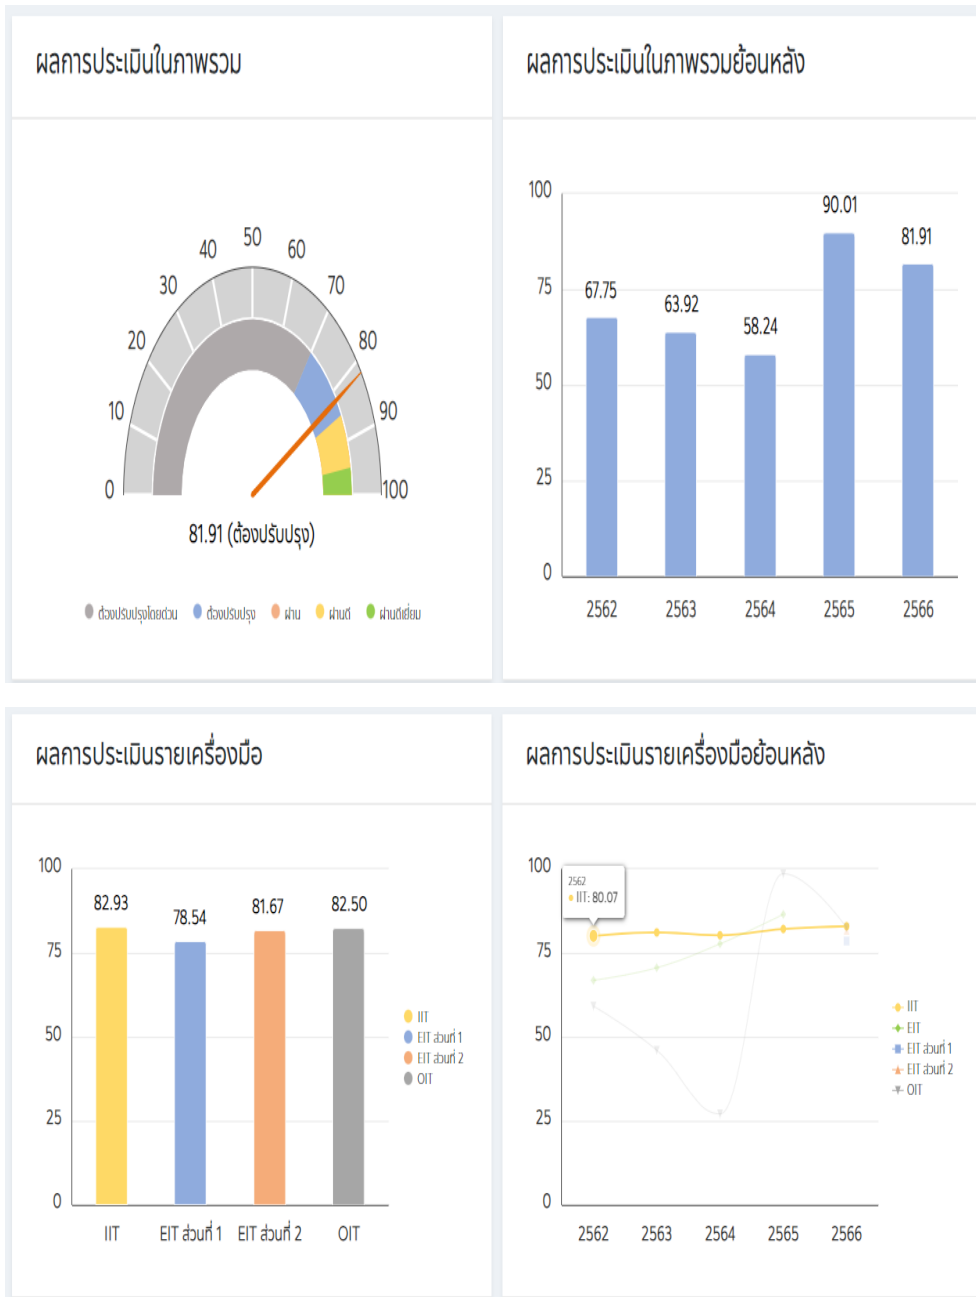 ผลการประเมินในภาพรวม
0
10
20
30
40
50
60
70
80
90
100
81.91 (ต้องปรับปรุง)
ต้องปรับปรุงโดยด่วน
ต้องปรับปรุง
ผ่าน
ผ่านดี
ผ่านดีเยี่ยม
ผลการประเมินในภาพรวมย้อนหลัง
100
75
50
25
0
67.75
63.92
58.24
90.01
81.91
2562 2563 2564 2565 2566
ผลการประเมินรายเครื่องมือ
100
75
50
25
0
82.93
78.54
81.67
82.50
IIT EIT ส่วนที่ 1 EIT ส่วนที่ 2 OIT
IIT
EIT ส่วนที่ 1
EIT ส่วนที่ 2
OIT
ผลการประเมินรายเครื่องมือย้อนหลัง
100
75
50
25
0
2562
IIT: 80.07
2562 2563 2564 2565 2566
IIT
EIT
EIT ส่วนที่ 1
EIT ส่วนที่ 2
OIT